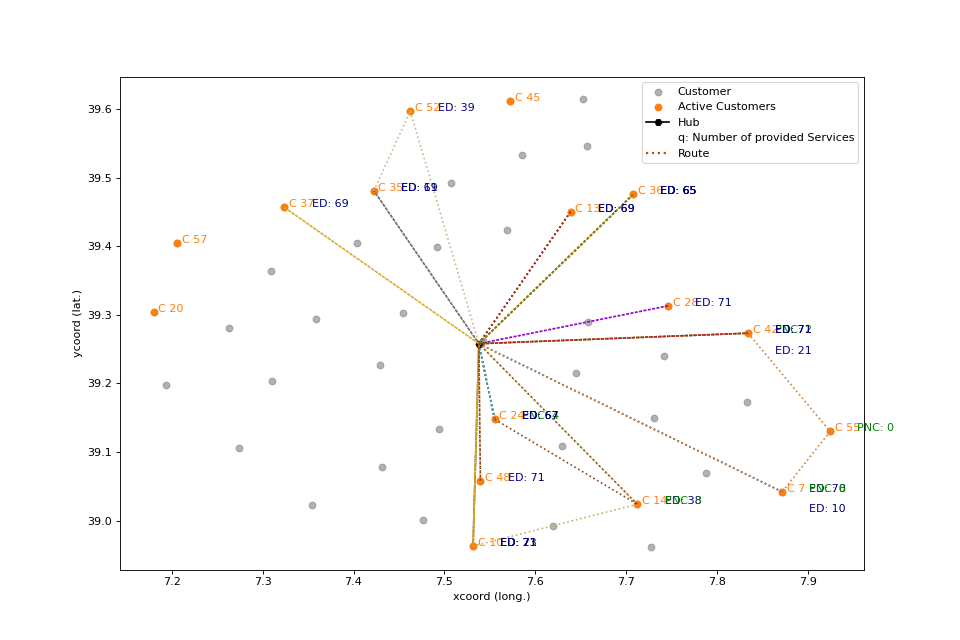 39.6
39.5
39.4
39.3
39.2
39.1
39.0
ycoord (lat.)
7.2
7.3
7.4
7.5
7.6
7.7
7.8
7.9
xcoord (long.)
Customer
Active Customers
Hub
q: Number of provided Services
Route
C 52 ED: 39
C 45
C 35 ED:
C 36 ED: 65
C 37 ED: 69
C 13 ED: 69
C 57
C 20
C 28 ED: 71
C 42
ED: 21
C 24
C 55 PNC: 0
C 48 ED: 71
C 7
ED: 10
C 14
C 10 ED: